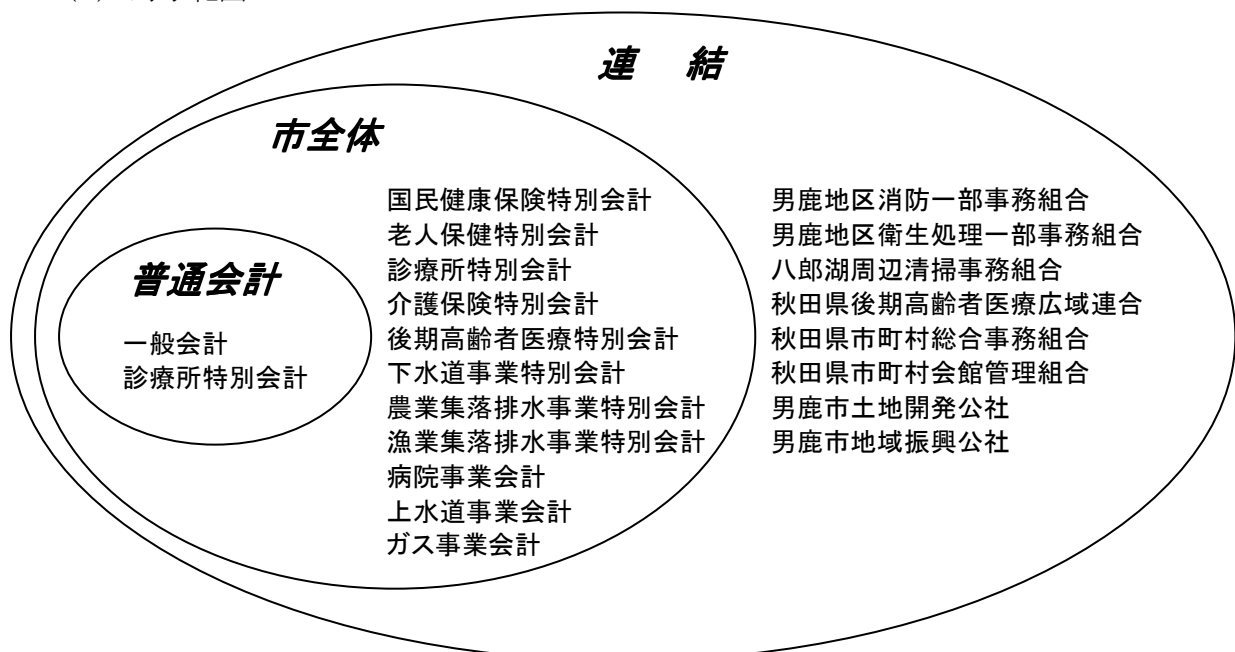 連 結
市全体
国民健康保険特別会計
老人保健特別会計
診療所特別会計
介護保険特別会計
後期高齢者医療特別会計
下水道事業特別会計
農業集落排水事業特別会計
漁業集落排水事業特別会計
病院事業会計
上水道事業会計
ガス事業会計
普通会計
一般会計
診療所特別会計
男鹿地区消防一部事務組合
男鹿地区衛生処理一部事務組合
八郎湖周辺清掃事務組合
秋田県後期高齢者医療広域連合
秋田県市町村総合事務組合
秋田県市町村会館管理組合
男鹿市土地開発公社
男鹿市地域振興公社